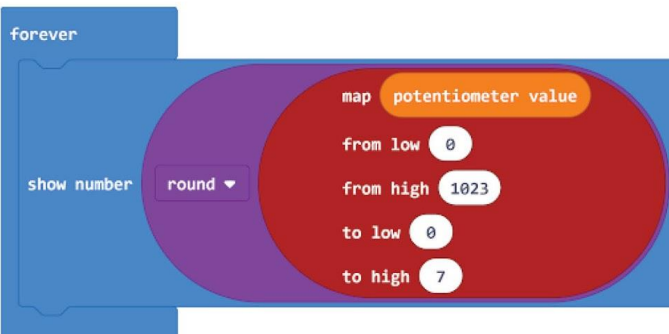 forever
map potentiometer value
from low 0
show number round from high 1023
to low 0
to high 7